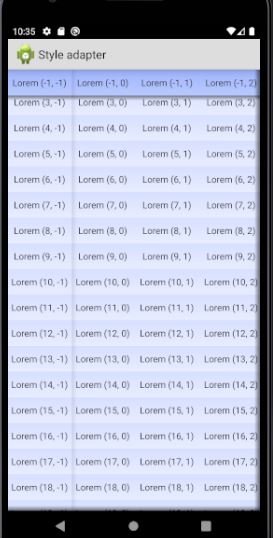 10:35
Style adapter
Lorem (-1, -1) Lorem (-1, 0) Lorem (-1, 1) Lorem (-1, 2)
Lorem (3, -1) Lorem (3, 0) Lorem (3, 1) Lorem (3, 2)
Lorem (4, -1) Lorem (4, 0) Lorem (4, 1) Lorem (4, 2)
Lorem (5, -1) Lorem (5, 0) Lorem (5, 1) Lorem (5, 2)
Lorem (6, -1) Lorem (6, 0) Lorem (6, 1) Lorem (6, 2)
Lorem (7, -1) Lorem (7, 0) Lorem (7, 1) Lorem (7, 2)
Lorem (8, -1) Lorem (8, 0) Lorem (8, 1) Lorem (8, 2)
Lorem (9, -1) Lorem (9, 0) Lorem (9, 1) Lorem (9, 2)
Lorem (10, -1) Lorem (10, 0) Lorem (10, 1) Lorem (10, 2)
Lorem (11, -1) Lorem (11, 0) Lorem (11, 1) Lorem (11, 2)
Lorem (12, -1) Lorem (12, 0) Lorem (12, 1) Lorem (12, 2)
Lorem (13, -1) Lorem (13, 0) Lorem (13, 1) Lorem (13, 2)
Lorem (14, -1) Lorem (14, 0) Lorem (14, 1) Lorem (14, 2)
Lorem (15, -1) Lorem (15, 0) Lorem (15, 1) Lorem (15, 2)
Lorem (16, -1) Lorem (16, 0) Lorem (16, 1) Lorem (16, 2)
Lorem (17, -1) Lorem (17, 0) Lorem (17, 1) Lorem (17, 2)
Lorem (18, -1) Lorem (18, 0) Lorem (18, 1) Lorem (18, 2)